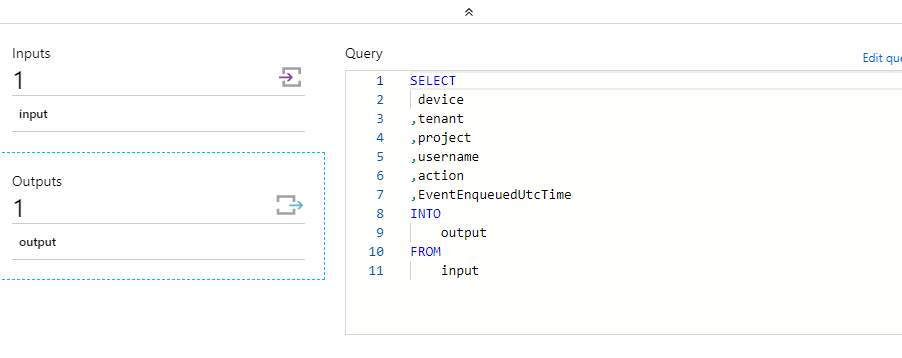 Inputs
1
input
Outputs
1
output
Query
Edit que
1 SELECT
2 device
3 ,tenant
4 ,project
5 ,username
6 ,action
7 ,EventEnqueuedUtcTime
8 INTO
9 output
10 FROM
11 input